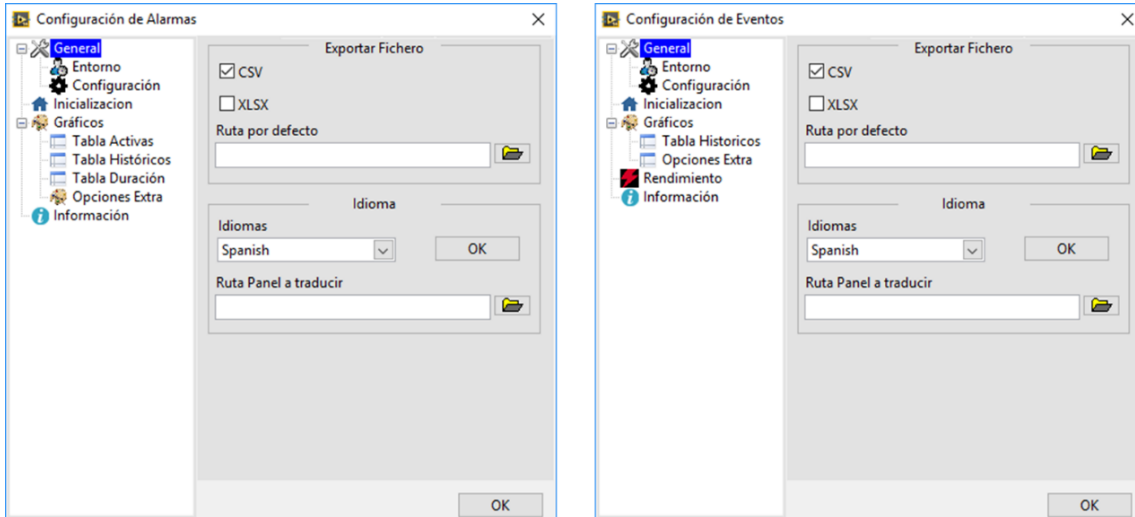 Configuración de Alarmas
General
Entorno
Configuración
Inicializacion
Gráficos
Tabla Activas
Tabla Históricos
Tabla Duración
Opciones Extra
Información
Exportar Fichero
CSV
XLSX
Ruta por defecto
Idioma
Idiomas
Spanish
OK
Ruta Panel a traducir
OK
Configuración de Eventos
General
Entorno
Configuración
Inicializacion
Gráficos
Tabla Historicos
Opciones Extra
Rendimiento
Información
Exportar Fichero
CSV
XLSX
Ruta por defecto
Idioma
Idiomas
Spanish
OK
Ruta Panel a traducir
OK